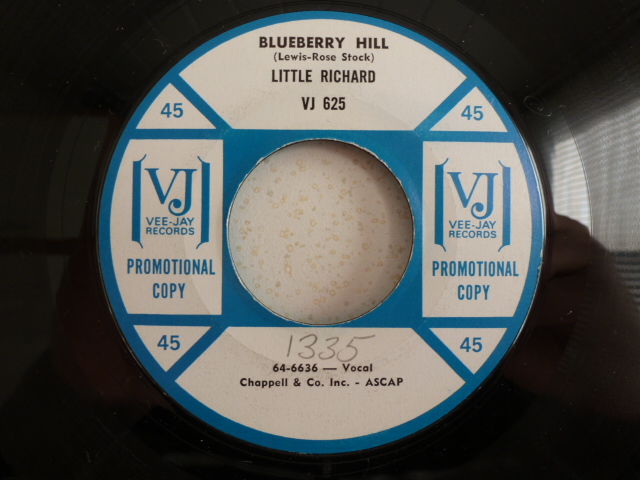 BLUEBERRY HILL
(Lewis-Rose Stock)
LITTLE RICHARD
VJ 625
45
45
VJ
VEE-JAY
RECORDS
PROMOTIONAL
COPY
VJ
VEE-JAY
RECORDS
PROMOTIONAL
COPY
45
45
1335
64-6636 — Vocal
Chappell & Co. Inc. - ASCAP